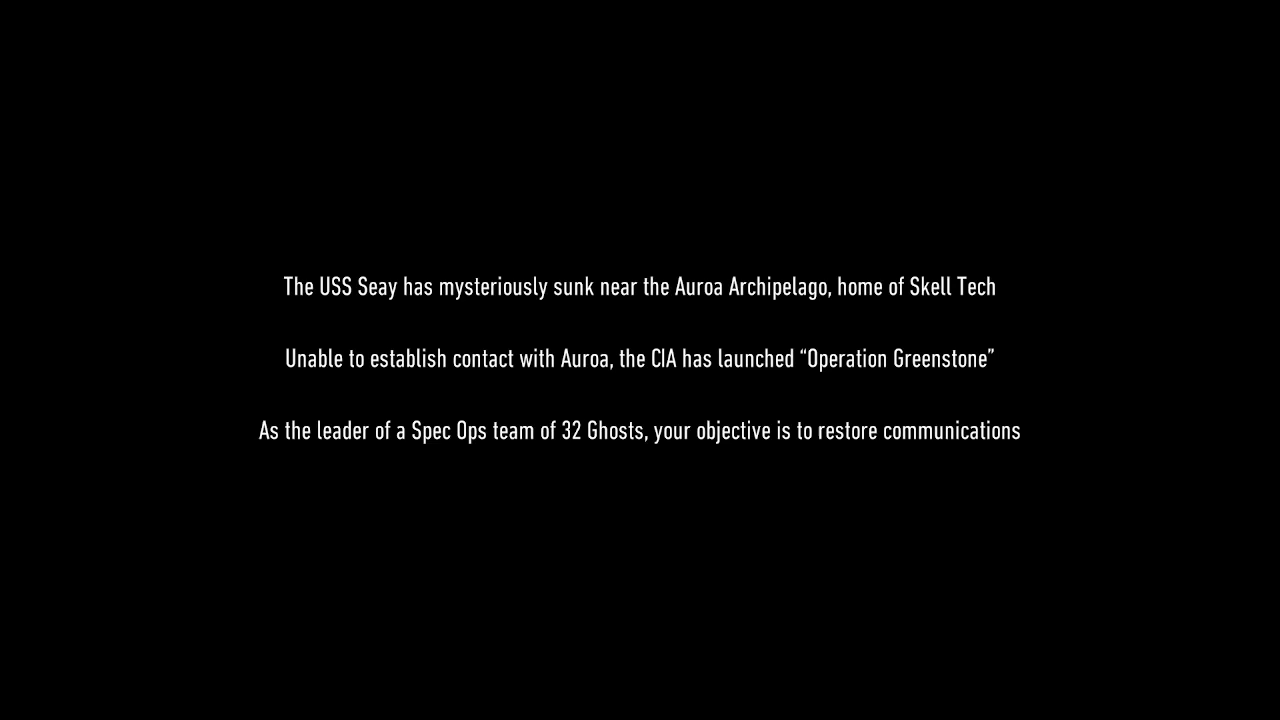 The USS Seay has mysteriously sunk near the Auroa Archipelago, home of Skell Tech
Unable to establish contact with Auroa, the CIA has launched “Operation Greenstone”
As the leader of a Spec Ops team of 32 Ghosts, your objective is to restore communications